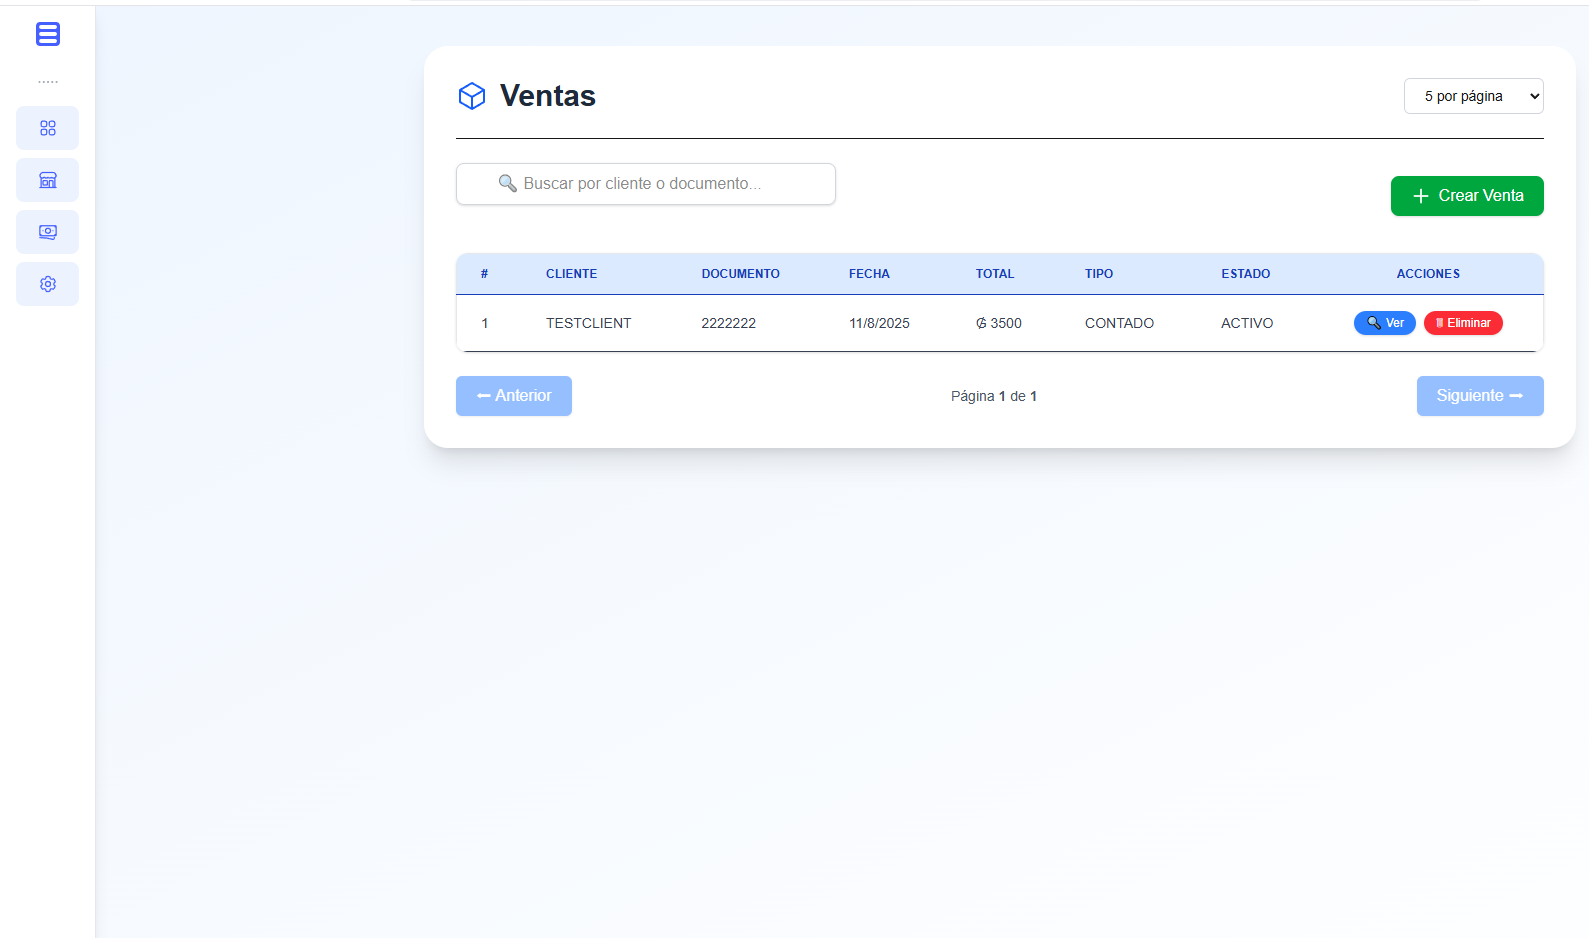 .....
Ventas
5 por página
🔍 Buscar por cliente o documento...
Crear Venta
# CLIENTE DOCUMENTO FECHA TOTAL TIPO ESTADO ACCIONES
1 TESTCLIENT 2222222 11/8/2025 ₲ 3500 CONTADO ACTIVO 🔍 Ver Eliminar
⬅ Anterior Página 1 de 1 Siguiente ➡